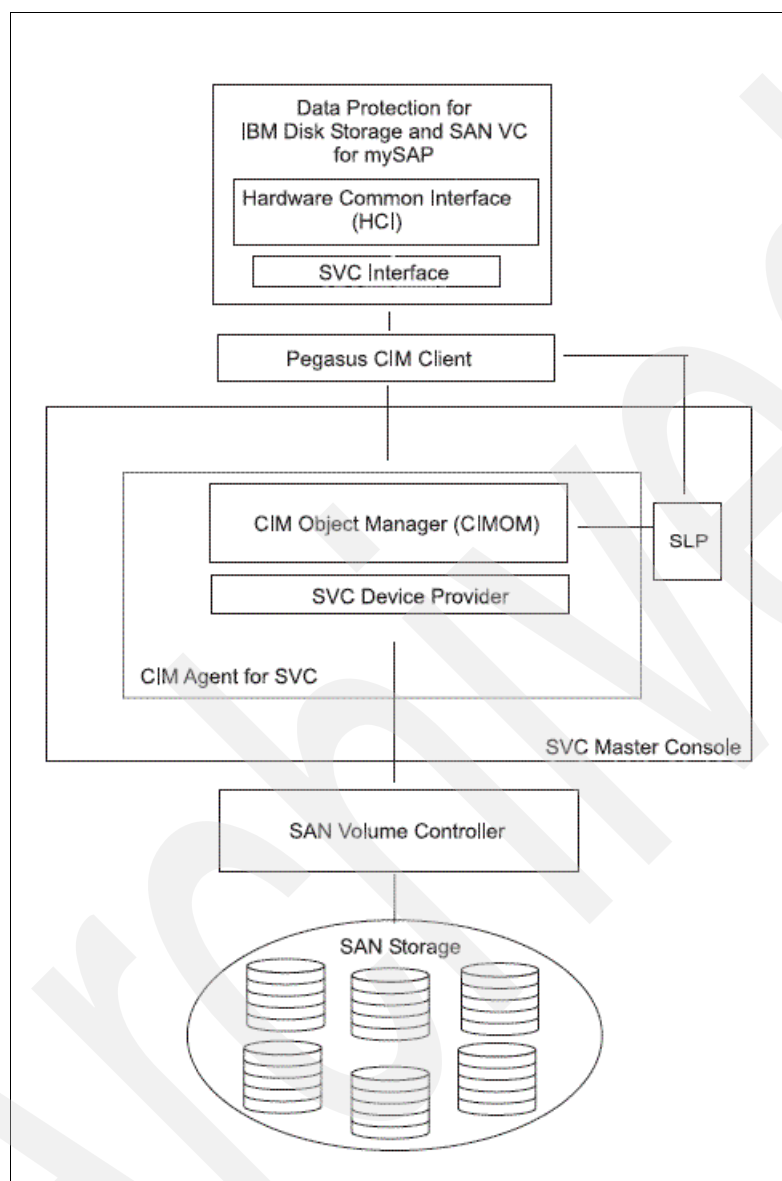 Data Protection for
IBM Disk Storage and SAN VC
for mySAP
Hardware Common Interface
(HCI)
SVC Interface
Pegasus CIM Client
CIM Object Manager (CIMOM)
SLP
SVC Device Provider
CIM Agent for SVC
SVC Master Console
SAN Volume Controller
SAN Storage